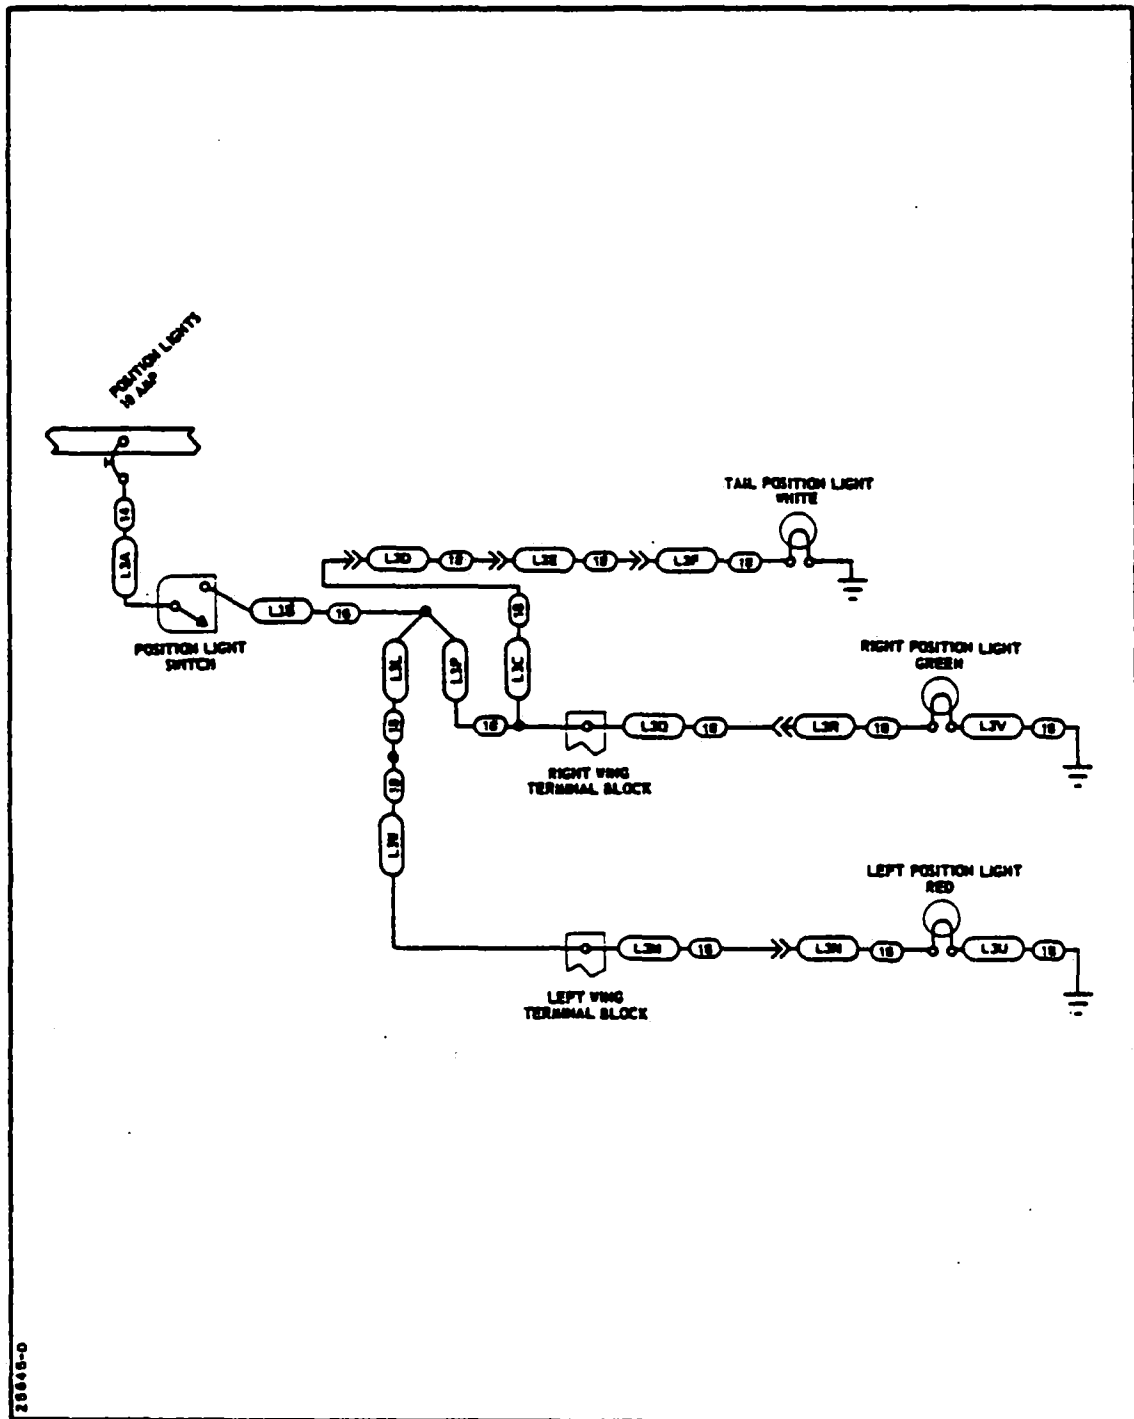 POSITION LIGHTS
10 AMP
14
L3A
POSITION LIGHT
SWITCH
L3B
16
L3L
18
18
L3P
16
L3C
18
L3D
18
L3E
18
L3F
18
TAIL POSITION LIGHT
WHITE
RIGHT WING
TERMINAL BLOCK
L3Q
18
L3R
18
RIGHT POSITION LIGHT
GREEN
L3V
18
LEFT WING
TERMINAL BLOCK
L3M
18
L3N
18
LEFT POSITION LIGHT
RED
L3U
18